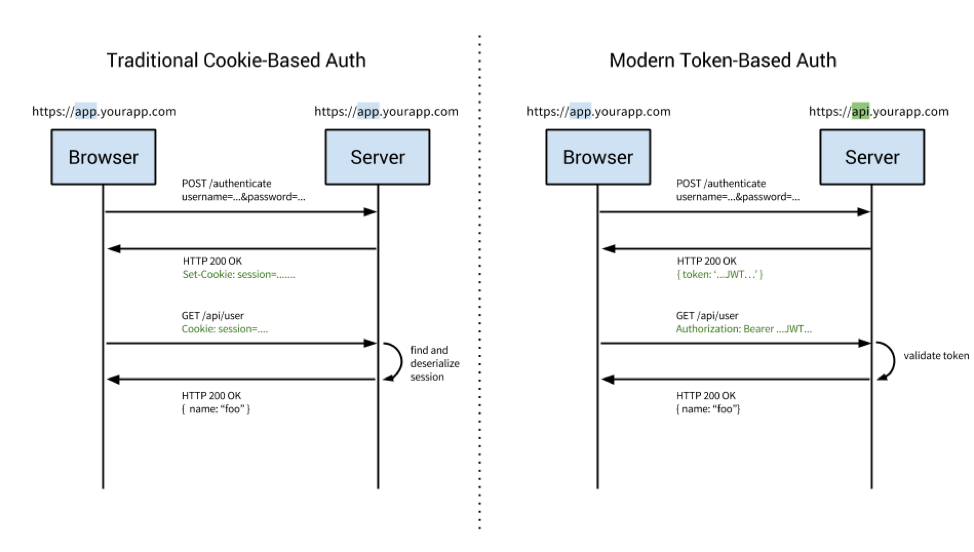 Traditional Cookie-Based Auth
https://app.yourapp.com
https://app.yourapp.com
Browser
Server
POST /authenticate
username=...&password=...
HTTP 200 OK
Set-Cookie: session=.......
GET /api/user
Cookie: session=....
find and
deserialize
session
HTTP 200 OK
{ name: “foo” }
Modern Token-Based Auth
https://app.yourapp.com
https://api.yourapp.com
Browser
Server
POST /authenticate
username=...&password=...
HTTP 200 OK
{ token: ‘...JWT...’ }
GET /api/user
Authorization: Bearer ...JWT...
validate token
HTTP 200 OK
{ name: “foo”}